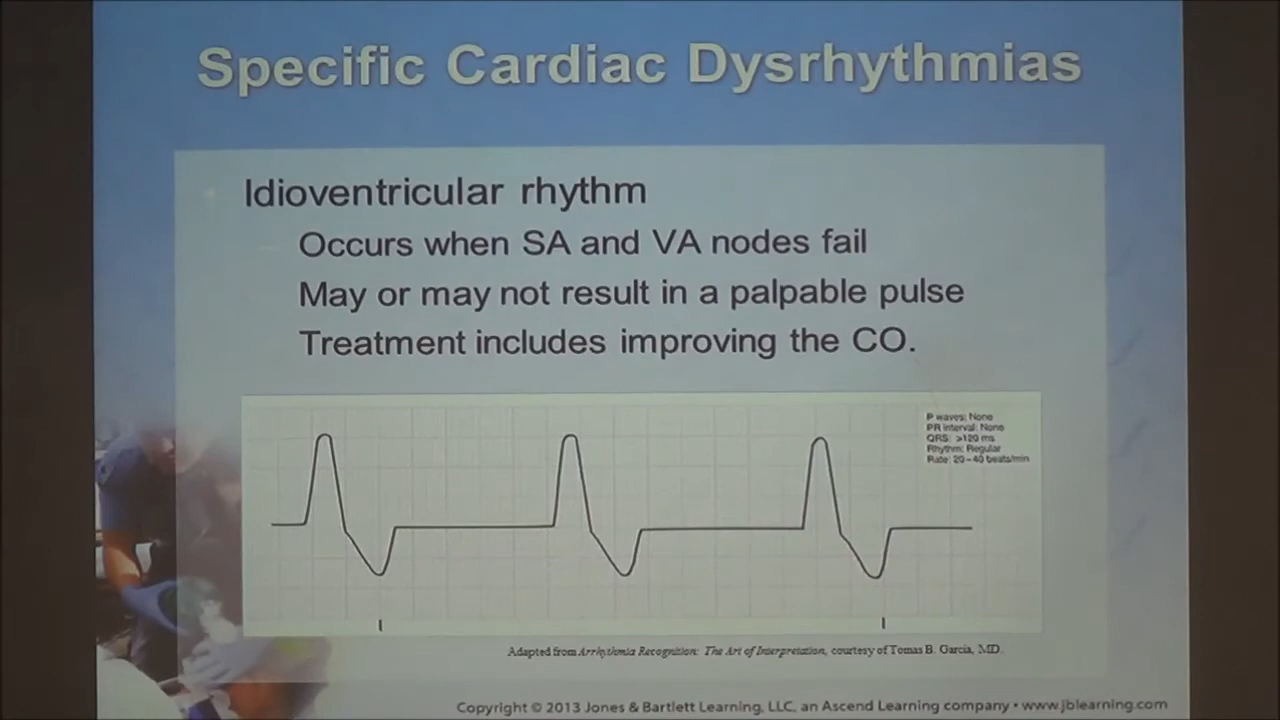 Specific Cardiac Dysrhythmias
Idioventricular rhythm
Occurs when SA and VA nodes fail
May or may not result in a palpable pulse
Treatment includes improving the CO.
P waves: None
PR interval: None
QRS: >120 ms
Rhythm: Regular
Rate: 20–40 beats/min
Adapted from Arrhythmia Recognition: The Art of Interpretation, courtesy of Tomas B. Garcia, MD.
Copyright © 2013 Jones & Bartlett Learning, LLC, an Ascend Learning company • www.jblearning.com